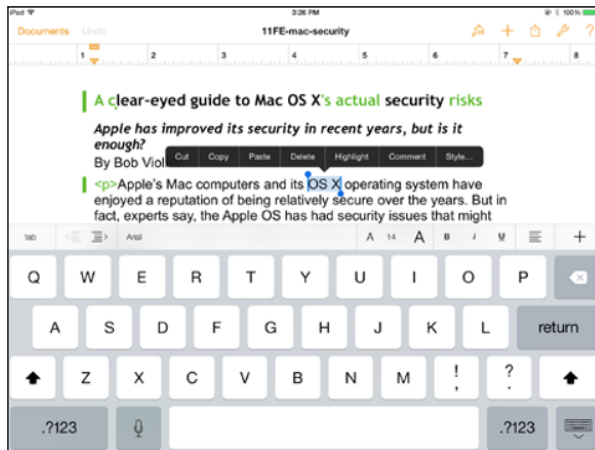 iPad 3:26 PM 100%
Documents Undo 11FE-mac-security ?
1 2 3 4 5 6 7 8
A clear-eyed guide to Mac OS X's actual security risks
Apple has improved its security in recent years, but is it
enough?
By Bob Viol
Cut Copy Paste Delete Highlight Comment Style...
<p>Apple's Mac computers and its OS X operating system have
enjoyed a reputation of being relatively secure over the years. But in
fact, experts say, the Apple OS has had security issues that might
tab Arial A 14 A B I U
Q W E R T Y U I O P
A S D F G H J K L return
Z X C V B N M ! , ? .
.?123 .?123